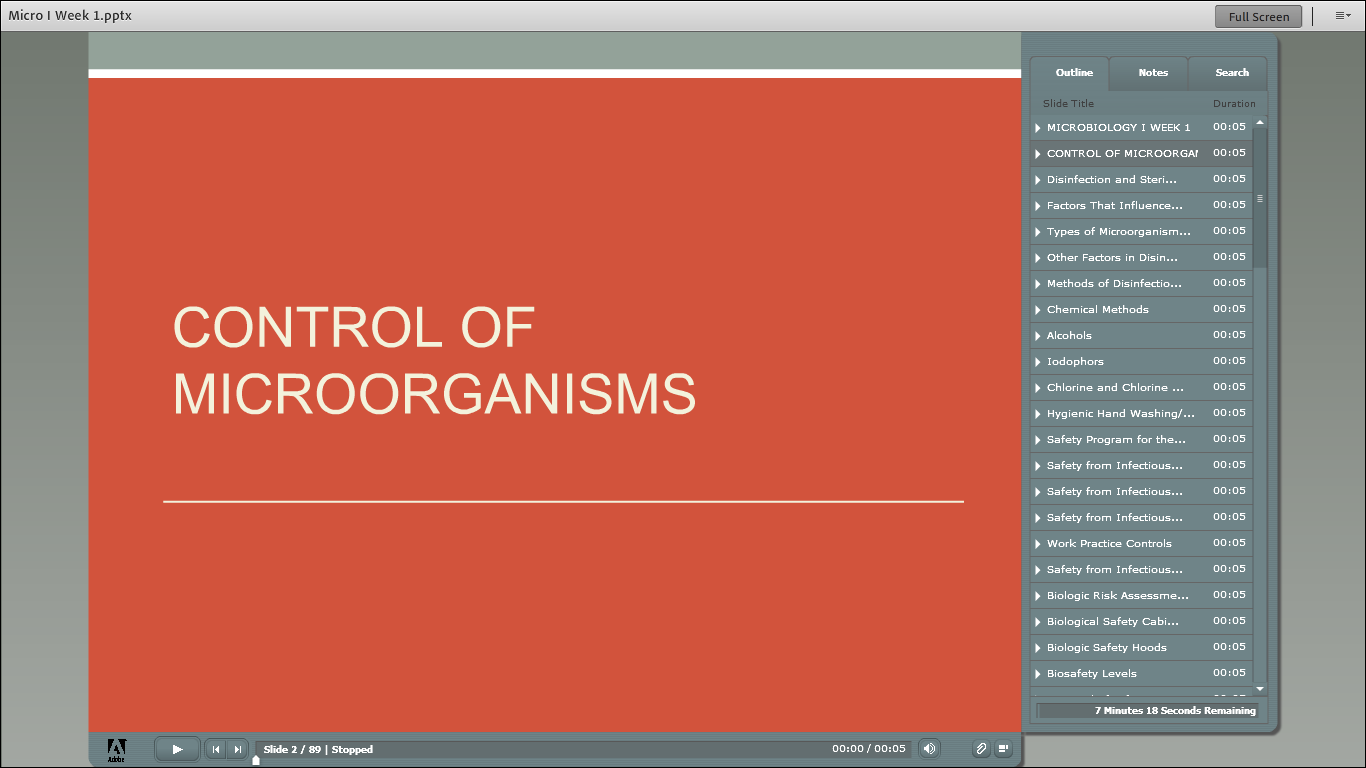 Micro I Week 1.pptx
Full Screen
CONTROL OF
MICROORGANISMS
Outline Notes Search
Slide Title Duration
MICROBIOLOGY I WEEK 1 00:05
CONTROL OF MICROORGAN 00:05
Disinfection and Steri... 00:05
Factors That Influence... 00:05
Types of Microorganism... 00:05
Other Factors in Disin... 00:05
Methods of Disinfectio... 00:05
Chemical Methods 00:05
Alcohols 00:05
Iodophors 00:05
Chlorine and Chlorine ... 00:05
Hygienic Hand Washing/... 00:05
Safety Program for the... 00:05
Safety from Infectious... 00:05
Safety from Infectious... 00:05
Safety from Infectious... 00:05
Work Practice Controls 00:05
Safety from Infectious... 00:05
Biologic Risk Assessme... 00:05
Biological Safety Cabi... 00:05
Biologic Safety Hoods 00:05
Biosafety Levels 00:05
7 Minutes 18 Seconds Remaining
Adobe
Slide 2 / 89 | Stopped 00:00 / 00:05